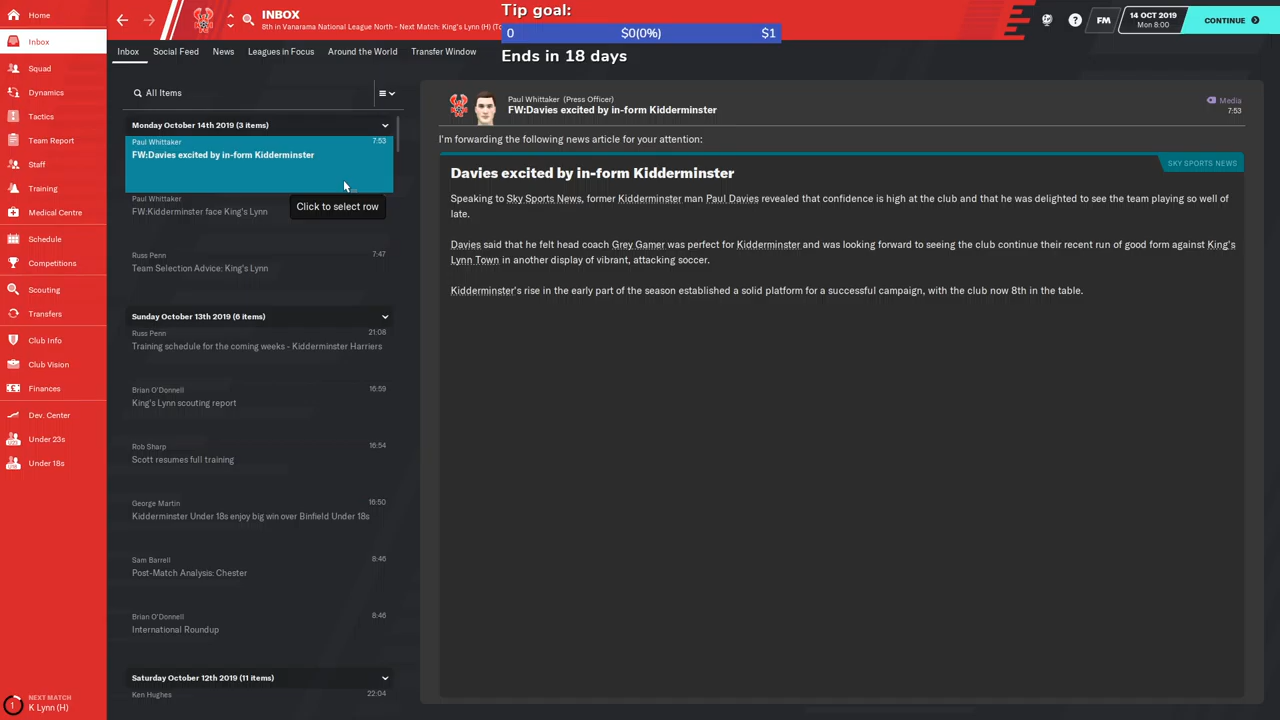 Home
INBOX
8th in Vanarama National League North - Next Match: King's Lynn (H) (To
Tip goal:
0 $0(0%) $1
Ends in 18 days
FM
14 OCT 2019
Mon 8:00
CONTINUE
Inbox
Squad
Dynamics
Tactics
Team Report
Staff
Training
Medical Centre
Schedule
Competitions
Scouting
Transfers
Club Info
Club Vision
Finances
Dev. Center
Under 23s
Under 18s
1
NEXT MATCH
K Lynn (H)
Inbox Social Feed News Leagues in Focus Around the World Transfer Window
All Items
Monday October 14th 2019 (3 items)
Paul Whittaker 7:53
FW:Davies excited by in-form Kidderminster
Click to select row
Paul Whittaker
FW:Kidderminster face King's Lynn
Russ Penn 7:47
Team Selection Advice: King's Lynn
Sunday October 13th 2019 (6 items)
Russ Penn 21:08
Training schedule for the coming weeks - Kidderminster Harriers
Brian O'Donnell 16:59
King's Lynn scouting report
Rob Sharp 16:54
Scott resumes full training
George Martin 16:50
Kidderminster Under 18s enjoy big win over Binfield Under 18s
Sam Barrell 8:46
Post-Match Analysis: Chester
Brian O'Donnell 8:46
International Roundup
Saturday October 12th 2019 (11 items)
Ken Hughes 22:04
Paul Whittaker (Press Officer)
FW:Davies excited by in-form Kidderminster
Media
7:53
I'm forwarding the following news article for your attention:
SKY SPORTS NEWS
Davies excited by in-form Kidderminster
Speaking to Sky Sports News, former Kidderminster man Paul Davies revealed that confidence is high at the club and that he was delighted to see the team playing so well of
late.
Davies said that he felt head coach Grey Gamer was perfect for Kidderminster and was looking forward to seeing the club continue their recent run of good form against King's
Lynn Town in another display of vibrant, attacking soccer.
Kidderminster's rise in the early part of the season established a solid platform for a successful campaign, with the club now 8th in the table.